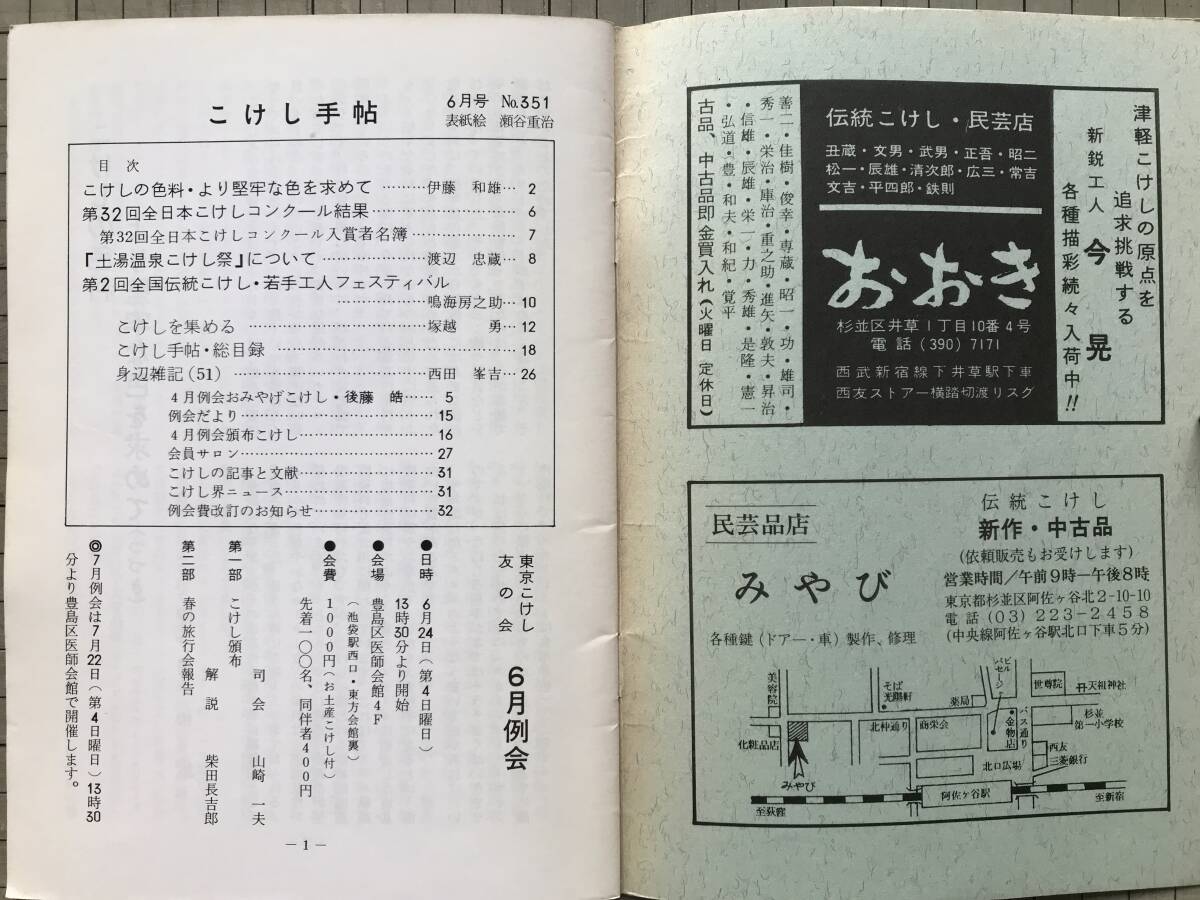 こけし手帖
6月号 No.351
表紙絵 瀬谷重治
目次
こけしの色料・より堅牢な色を求めて ………伊藤 和雄… 2
第32回全日本こけしコンクール結果………………………… 6
第32回全日本こけしコンクール入賞者名簿………………… 7
『土湯温泉こけし祭』について………………渡辺 忠蔵… 8
第2回全国伝統こけし・若手工人フェスティバル
………………鳴海房之助… 10
こけしを集める ……………………………塚越 勇… 12
こけし手帖・総目録 ……………………………………… 18
身辺雑記(51) ………………………………西田 峯吉… 26
4月例会おみやげこけし・後藤 皓…… 5
例会だより………………………………… 15
4月例会頒布こけし……………………… 16
会員サロン………………………………… 27
こけしの記事と文献……………………… 31
こけし界ニュース………………………… 31
例会費改訂のお知らせ…………………… 32
東京こけし友の会 6月例会
●日時 6月24日(第4日曜日)
13時30分より開始
●会場 豊島区医師会館4F
(池袋駅西口・東方会館裏)
●会費 1000円(お土産こけし付)
先着一〇〇名、同伴者400円
第一部 こけし頒布
司会 山崎 一夫
解説 柴田長吉郎
第二部 春の旅行会報告
◎7月例会は7月22日(第4日曜日)13時30
分より豊島区医師会館で開催します。
― 1 ―
津軽こけしの原点を
追求挑戦する
新鋭工人 今 晃
各種描彩続々入荷中!!
伝統こけし・民芸店
丑蔵・文男・武男・正吾・昭二
松一・辰雄・清次郎・広三・常吉
文吉・平四郎・鉄則
おおき
杉並区井草1丁目10番4号
電話(390)7171
西武新宿線下井草駅下車
西友ストアー横踏切渡リスグ
善二・佳樹・俊幸・専蔵・昭一・功・雄司・
秀一・栄治・庫治・重之助・進矢・敦夫・昇治
・信雄・辰雄・栄一・力・秀雄・是隆・憲一
・弘道・豊・和夫・和紀・覚平
古品、中古品即金買入れ(火曜日 定休日)
民芸品店
みやび
各種鍵(ドアー・車)製作、修理
伝統こけし
新作・中古品
(依頼販売もお受けします)
営業時間/午前9時―午後8時
東京都杉並区阿佐ヶ谷北2-10-10
電話(03)223-2458
(中央線阿佐ヶ谷駅北口下車5分)
美容院
そば
光陽軒
薬局
パセージ
ビル
世尊院
天祖神社
化粧品店
北仲通り
商栄会
金物店
バス通り
杉並
第一小学校
西友
三菱銀行
みやび
北口広場
阿佐ヶ谷駅
至荻窪
至新宿